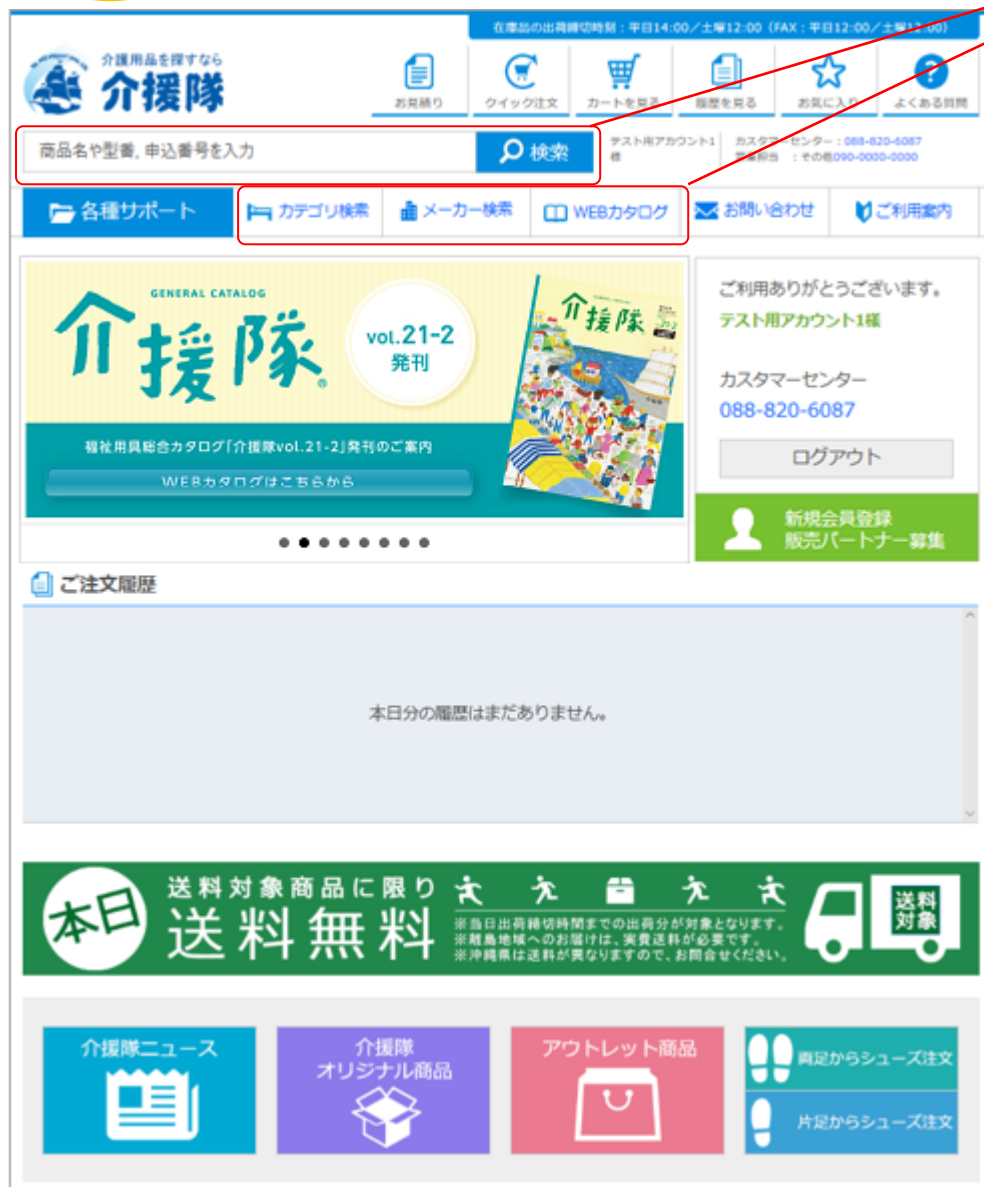 在庫品の出荷締切時刻：平日14:00／土曜12:00（FAX：平日12:00／土曜12:00）
介護用品を探すなら
介援隊
お見積り
クイック注文
カートを見る
履歴を見る
お気に入り
よくある質問
商品名や型番, 申込番号を入力
検索
テスト用アカウント1
様
カスタマーセンター：088-820-6087
営業担当 ：その他090-0000-0000
各種サポート
カテゴリ検索
メーカー検索
WEBカタログ
お問い合わせ
ご利用案内
GENERAL CATALOG
介援隊
vol.21-2
発刊
介援隊
福祉用具総合カタログ「介援隊vol.21-2」発刊のご案内
WEBカタログはこちらから
ご利用ありがとうございます。
テスト用アカウント1様
カスタマーセンター
088-820-6087
ログアウト
新規会員登録
販売パートナー募集
ご注文履歴
本日分の履歴はまだありません。
本日
送料対象商品に限り
送料無料
※当日出荷締切時間までの出荷分が対象となります。
※離島地域へのお届けは、実費送料が必要です。
※沖縄県は送料が異なりますので、お問合せください。
送料
対象
介援隊ニュース
介援隊
オリジナル商品
アウトレット商品
両足からシューズ注文
片足からシューズ注文